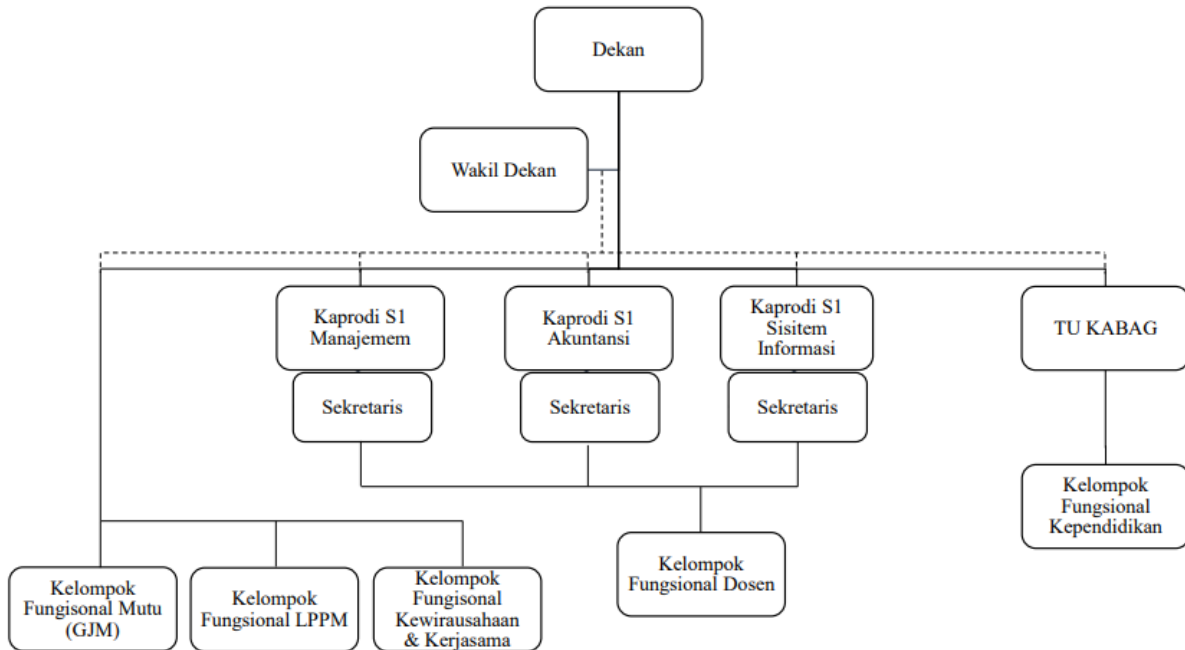 Dekan
Wakil Dekan
Kaprodi S1
Manajemem
Kaprodi S1
Akuntansi
Kaprodi S1
Sisitem
Informasi
TU KABAG
Sekretaris
Sekretaris
Sekretaris
Kelompok
Fungsional
Kependidikan
Kelompok
Fungsional Dosen
Kelompok
Fungisonal Mutu
(GJM)
Kelompok
Fungsional LPPM
Kelompok
Fungisonal
Kewirausahaan
& Kerjasama